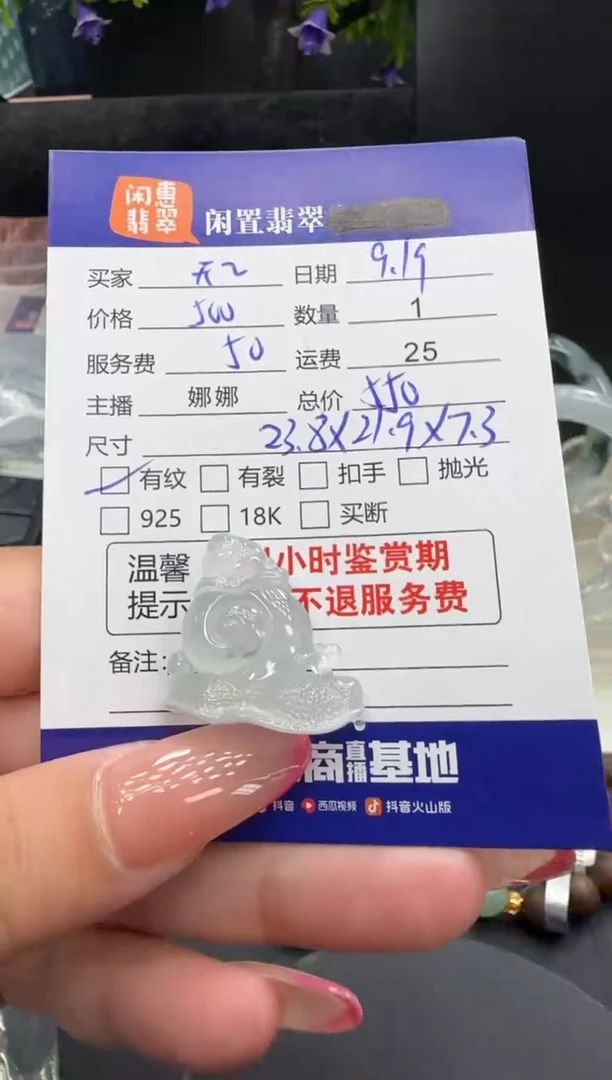 闲惠
翡翠
闲置翡翠
买家 日期 9.19
价格 500 数量 1
服务费 50 运费 25
主播 娜娜 总价 550
尺寸 23.8X21.9X7.3
有纹 有裂 扣手 抛光
925 18K 买断
温馨 小时鉴赏期
提示 不退服务费
备注:
商直播基地
抖音 西瓜视频 抖音火山版